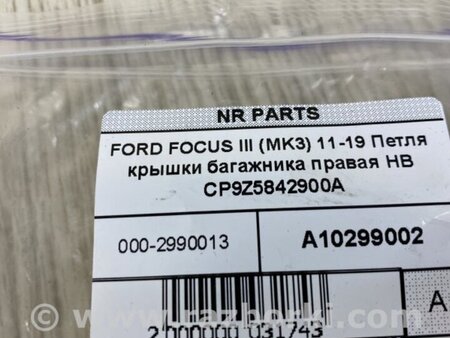 NR PARTS
FORD FOCUS III (MK3) 11-19 Петля
крышки багажника правая HB
CP9Z5842900A
000-2990013
A10299002
A
2 000000 031743
www.razborki.com